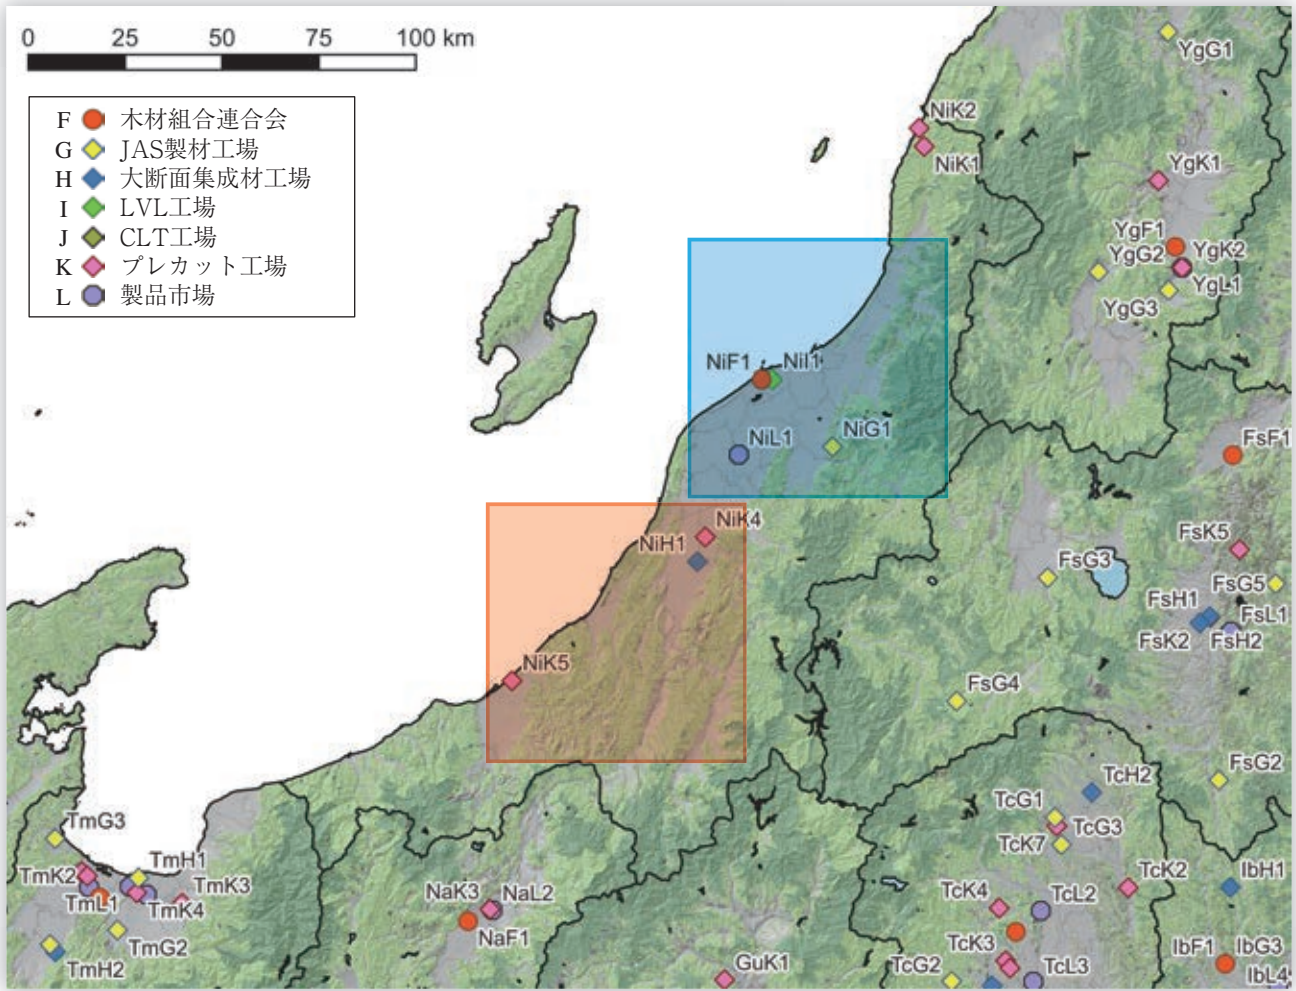 0 25 50 75 100 km
F 木材組合連合会
G JAS製材工場
H 大断面集成材工場
I LVL工場
J CLT工場
K プレカット工場
L 製品市場
YgG1
NiK2
NiK1
YgK1
YgF1
YgG2 YgK2
YgL1
YgG3
NiF1 NiI1
NiL1 NiG1
FsF1
NiK4
NiH1
FsK5
FsG3
FsG5
FsH1 FsL1
FsK2 FsH2
NiK5
FsG4
FsG2
TcH2
TcG1
TcG3
TcK7
TmG3
TmH1
TmK2 TmK3
TmL1 TmK4
TmG2
TmH2
NaK3 NaL2
NaF1
TcK2 IbH1
TcK4 TcL2
TcK3 IbF1 IbG3
GuK1 TcG2 TcL3 IbL4